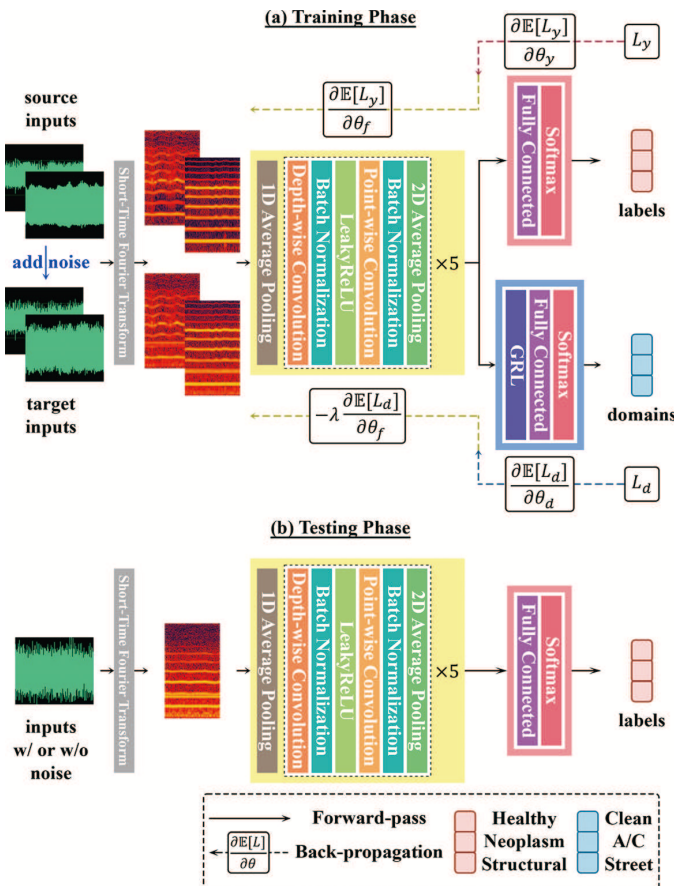 (a) Training Phase
∂𝔼[L_y]
∂θ_y
L_y
∂𝔼[L_y]
∂θ_f
source
inputs
add noise
target
inputs
Short-Time Fourier Transform
1D Average Pooling
Depth-wise Convolution
Batch Normalization
LeakyReLU
Point-wise Convolution
Batch Normalization
2D Average Pooling
×5
Fully Connected
Softmax
labels
GRL
Fully Connected
Softmax
domains
−λ ∂𝔼[L_d]
∂θ_f
∂𝔼[L_d]
∂θ_d
L_d
(b) Testing Phase
inputs
w/ or w/o
noise
Short-Time Fourier Transform
1D Average Pooling
Depth-wise Convolution
Batch Normalization
LeakyReLU
Point-wise Convolution
Batch Normalization
2D Average Pooling
×5
Fully Connected
Softmax
labels
Forward-pass
∂𝔼[L]
∂θ
Back-propagation
Healthy
Neoplasm
Structural
Clean
A/C
Street